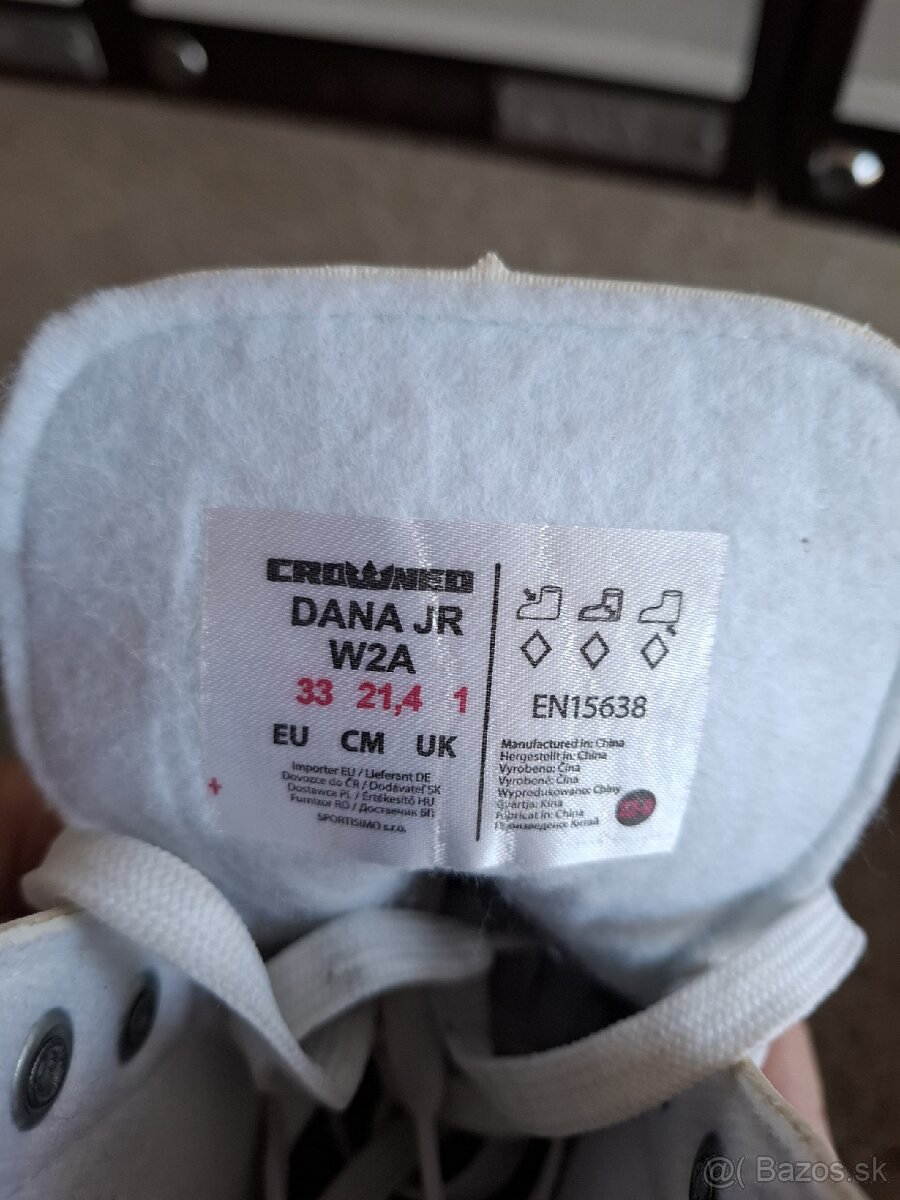 CROWNED
DANA JR
W2A
33 21,4 1
EU CM UK
Importer EU / Lieferant DE
Dovozce do ČR / Dodávateľ SK
Dostawca PL / Értékesítő HU
Furnizor RO / Доставчик БГ
SPORTISIMO s.r.o.
EN15638
Manufactured in: China
Hergestellt in: China
Vyrobeno: Čína
Vyrobené: Čína
Wyprodukowano: Chiny
Gyártja: Kína
Fabricat in: China
Произведено: Китай
@( Bazos.sk